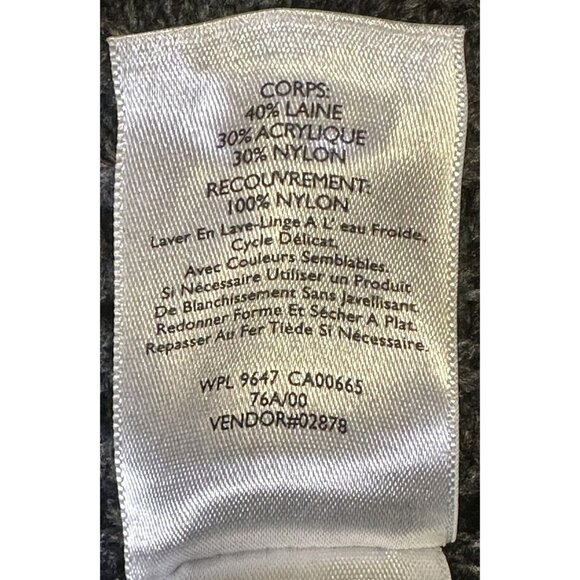 CORPS:
40% LAINE
30% ACRYLIQUE
30% NYLON
RECOUVREMENT:
100% NYLON
Laver En Lave-Linge A L' eau Froide,
Cycle Délicat.
Avec Couleurs Semblables.
Si Nécessaire Utiliser un Produit
De Blanchissement Sans Javellisant.
Redonner Forme Et Sécher A Plat.
Repasser Au Fer Tiède Si Nécessaire.
WPL 9647 CA00665
76A/00
VENDOR#02878